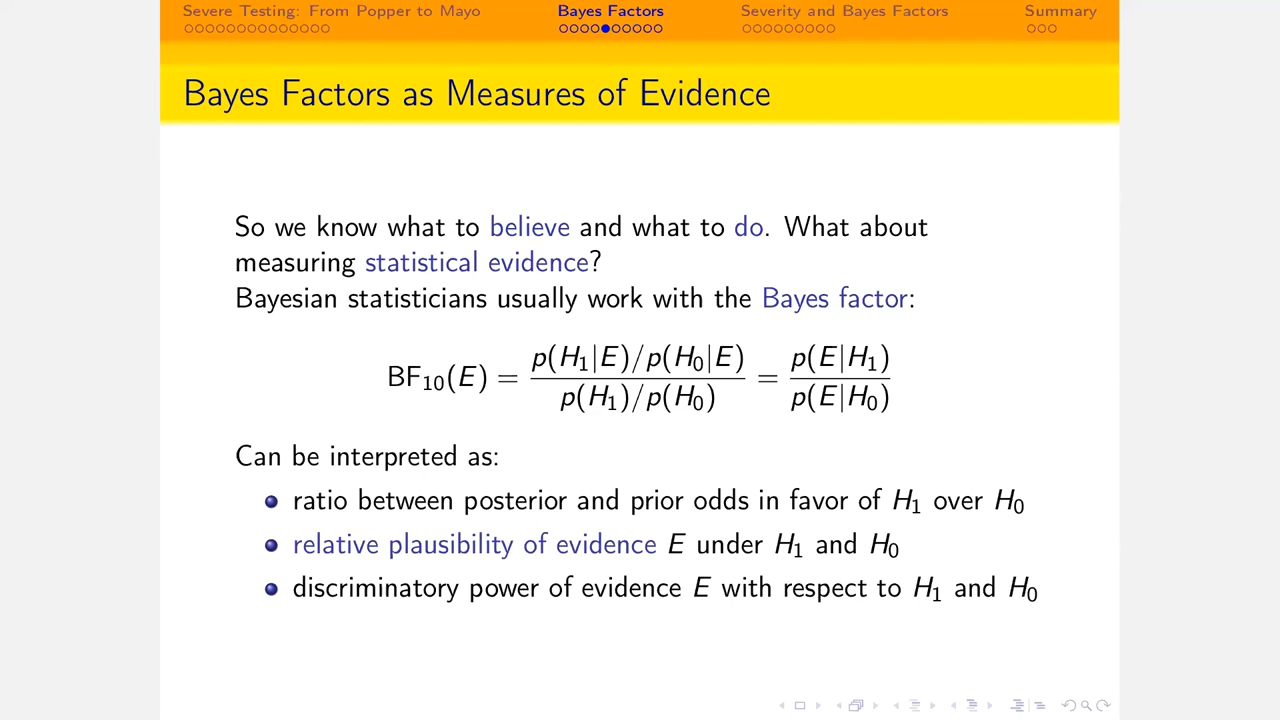 Severe Testing: From Popper to Mayo Bayes Factors Severity and Bayes Factors Summary
Bayes Factors as Measures of Evidence
So we know what to believe and what to do. What about
measuring statistical evidence?
Bayesian statisticians usually work with the Bayes factor:
BF₁₀(E) = p(H₁|E)/p(H₀|E) / p(H₁)/p(H₀) = p(E|H₁) / p(E|H₀)
Can be interpreted as:
ratio between posterior and prior odds in favor of H₁ over H₀
relative plausibility of evidence E under H₁ and H₀
discriminatory power of evidence E with respect to H₁ and H₀